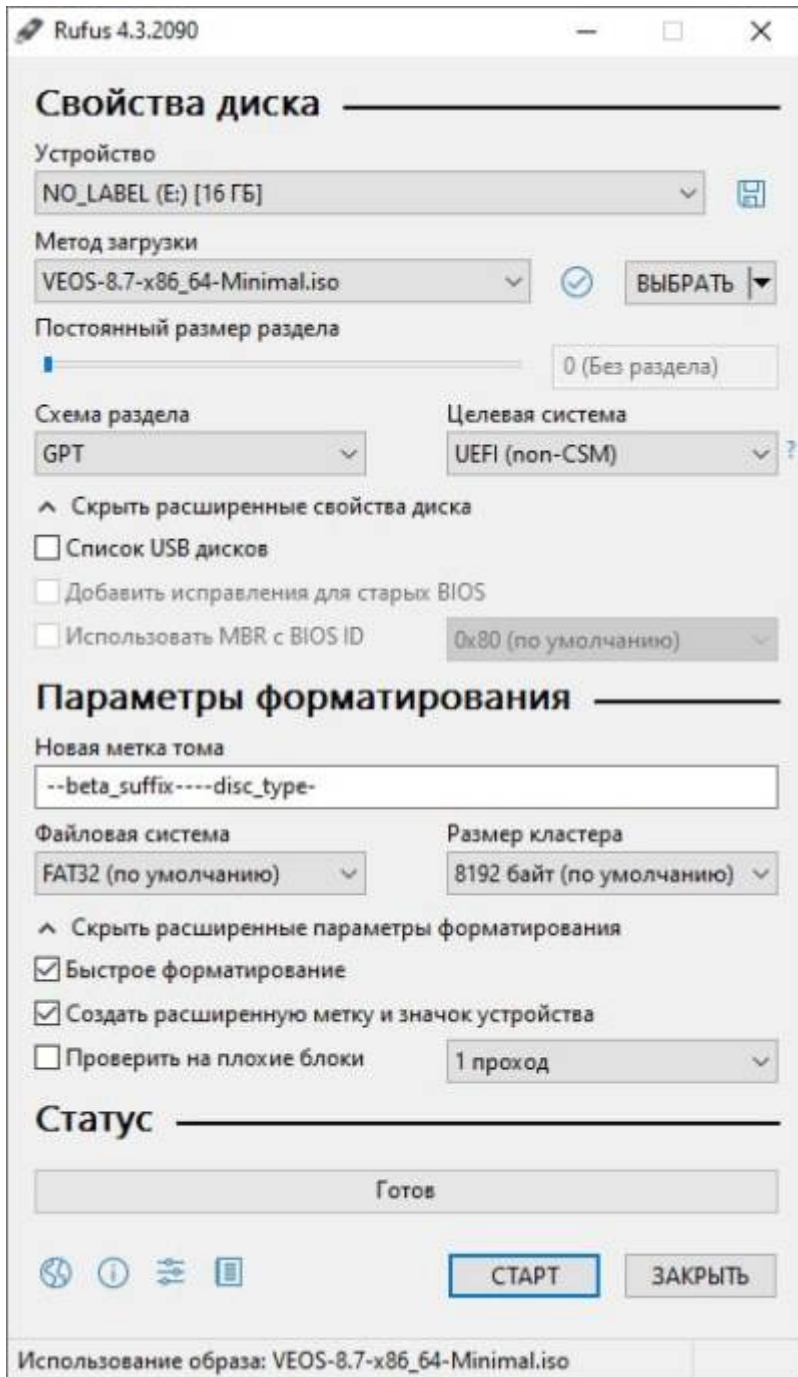 Rufus 4.3.2090
Свойства диска
Устройство
NO_LABEL (E:) [16 ГБ]
Метод загрузки
VEOS-8.7-x86_64-Minimal.iso
ВЫБРАТЬ
Постоянный размер раздела
0 (Без раздела)
Схема раздела
Целевая система
GPT
UEFI (non-CSM)
?
Скрыть расширенные свойства диска
Список USB дисков
Добавить исправления для старых BIOS
Использовать MBR с BIOS ID
0x80 (по умолчанию)
Параметры форматирования
Новая метка тома
--beta_suffix----disc_type-
Файловая система
Размер кластера
FAT32 (по умолчанию)
8192 байт (по умолчанию)
Скрыть расширенные параметры форматирования
Быстрое форматирование
Создать расширенную метку и значок устройства
Проверить на плохие блоки
1 проход
Статус
Готов
СТАРТ
ЗАКРЫТЬ
Использование образа: VEOS-8.7-x86_64-Minimal.iso